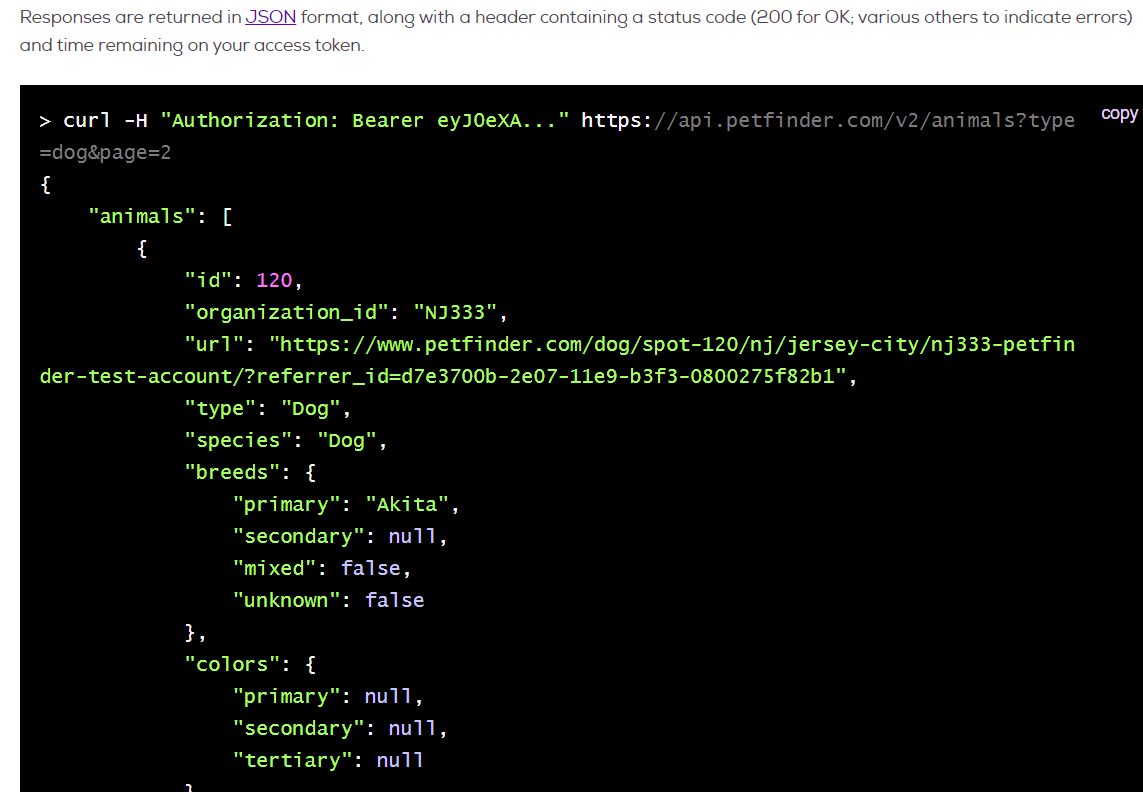 Responses are returned in JSON format, along with a header containing a status code (200 for OK; various others to indicate errors)
and time remaining on your access token.
copy
> curl -H "Authorization: Bearer eyJ0eXA..." https://api.petfinder.com/v2/animals?type
=dog&page=2
{
    "animals": [
        {
            "id": 120,
            "organization_id": "NJ333",
            "url": "https://www.petfinder.com/dog/spot-120/nj/jersey-city/nj333-petfin
der-test-account/?referrer_id=d7e3700b-2e07-11e9-b3f3-0800275f82b1",
            "type": "Dog",
            "species": "Dog",
            "breeds": {
                "primary": "Akita",
                "secondary": null,
                "mixed": false,
                "unknown": false
            },
            "colors": {
                "primary": null,
                "secondary": null,
                "tertiary": null
            }